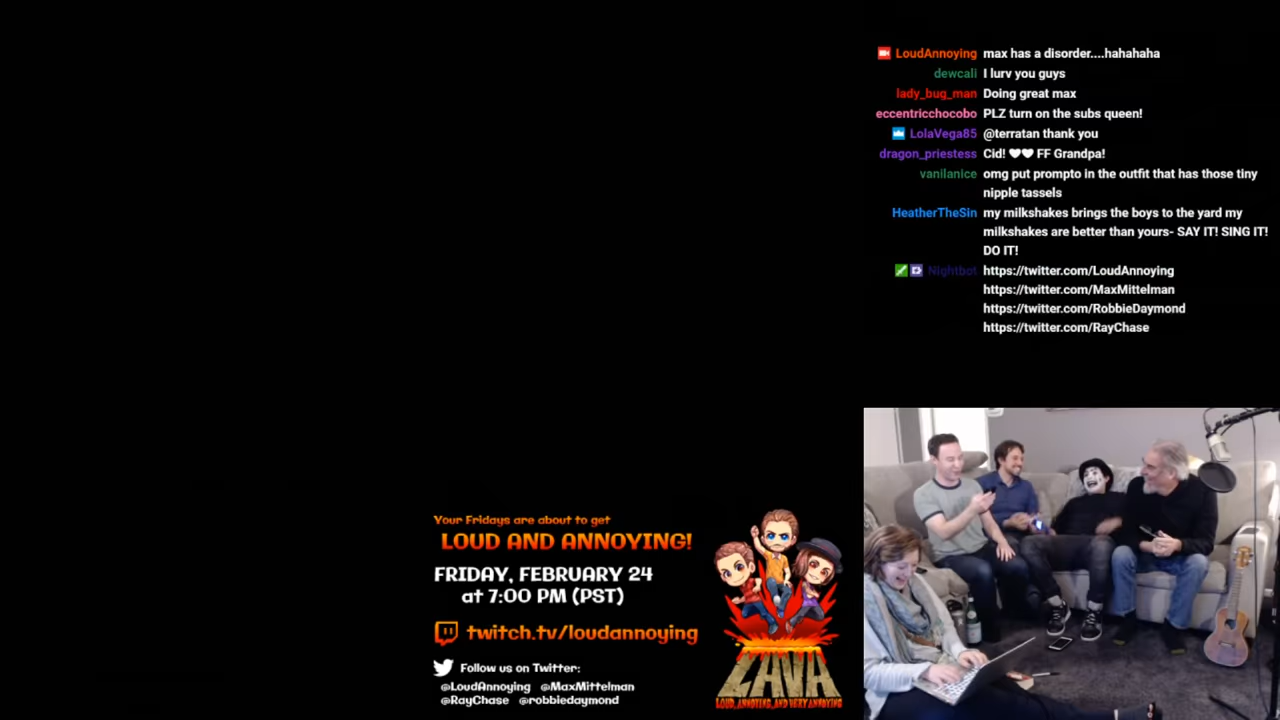 LoudAnnoying max has a disorder....hahahaha
dewcali I lurv you guys
lady_bug_man Doing great max
eccentricchocobo PLZ turn on the subs queen!
LolaVega85 @terratan thank you
dragon_priestess Cid! 🖤🖤 FF Grandpa!
vanilanice omg put prompto in the outfit that has those tiny
nipple tassels
HeatherTheSin my milkshakes brings the boys to the yard my
milkshakes are better than yours- SAY IT! SING IT!
DO IT!
Nightbot https://twitter.com/LoudAnnoying
https://twitter.com/MaxMittelman
https://twitter.com/RobbieDaymond
https://twitter.com/RayChase
Your Fridays are about to get
LOUD AND ANNOYING!
FRIDAY, FEBRUARY 24
at 7:00 PM (PST)
twitch.tv/loudannoying
Follow us on Twitter:
@LoudAnnoying @MaxMittelman
@RayChase @robbiedaymond
LAVA
LOUD, ANNOYING, AND VERY ANNOYING